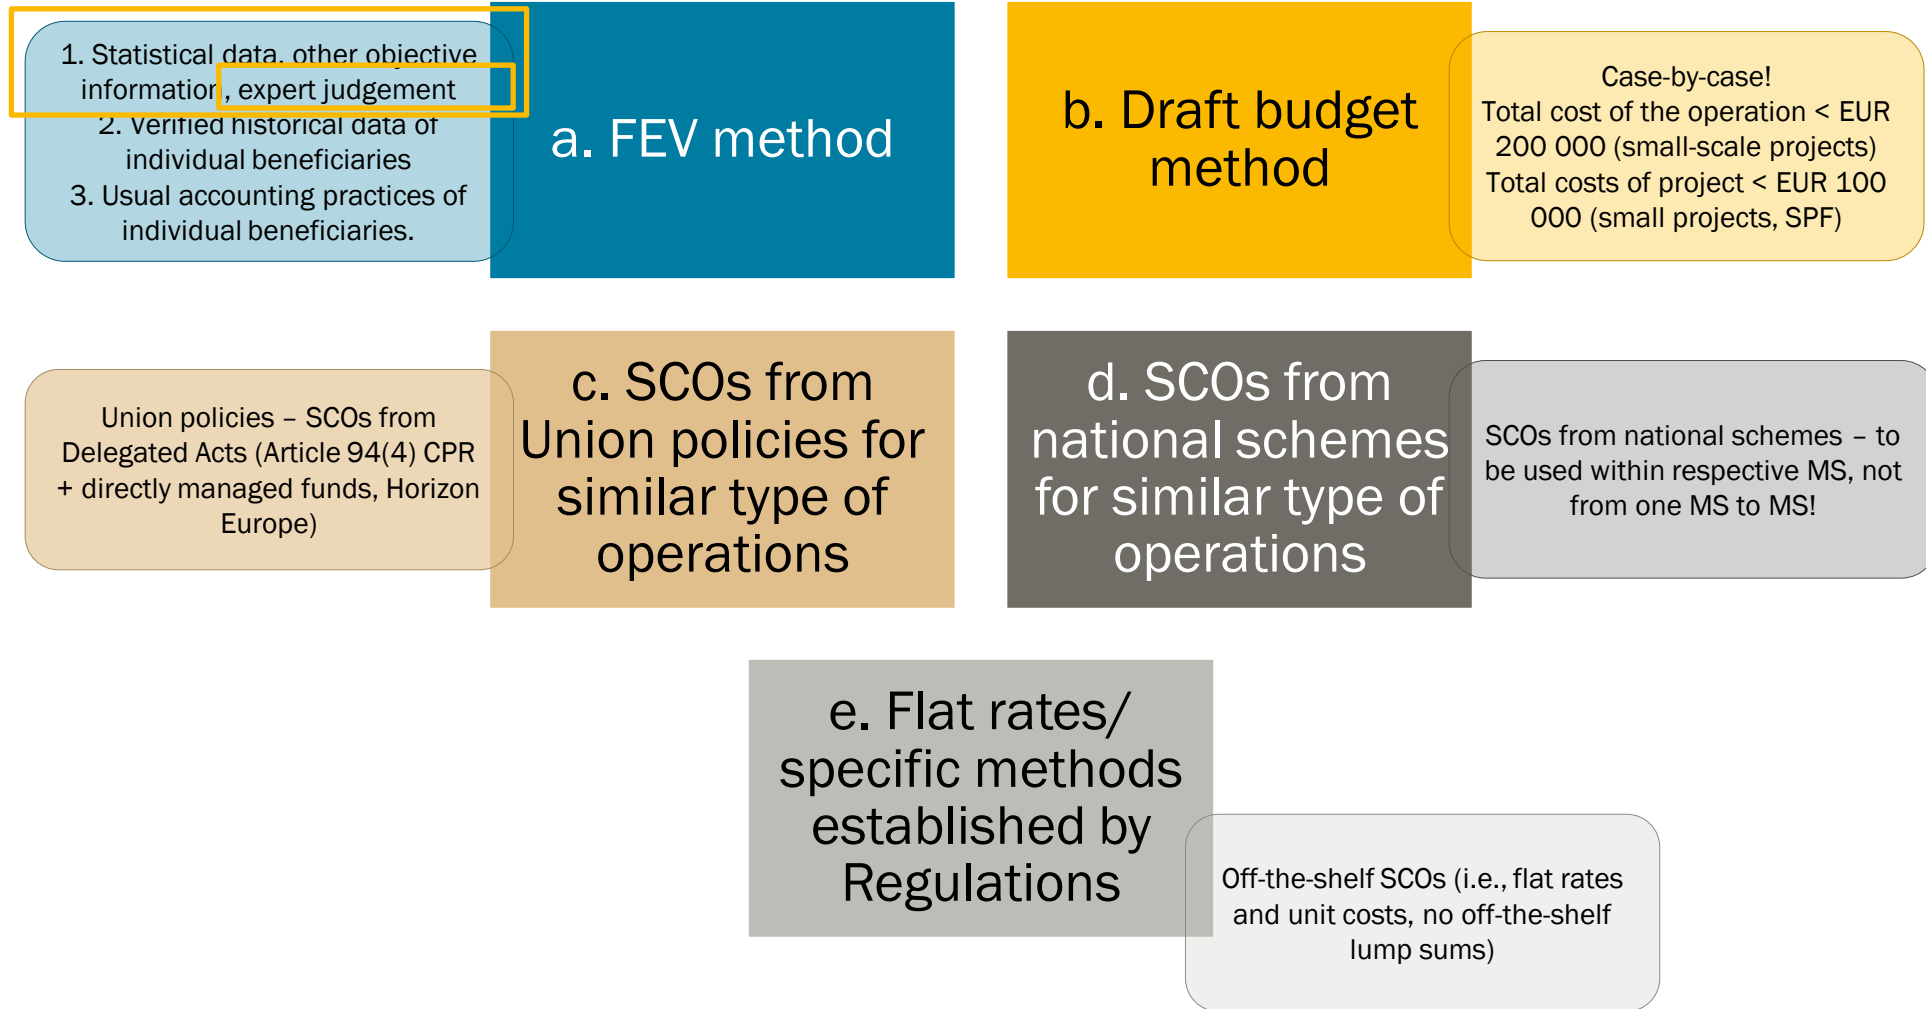 1. Statistical data, other objective
information, expert judgement
2. Verified historical data of
individual beneficiaries
3. Usual accounting practices of
individual beneficiaries.
a. FEV method
b. Draft budget
method
Case-by-case!
Total cost of the operation < EUR
200 000 (small-scale projects)
Total costs of project < EUR 100
000 (small projects, SPF)
Union policies – SCOs from
Delegated Acts (Article 94(4) CPR
+ directly managed funds, Horizon
Europe)
c. SCOs from
Union policies for
similar type of
operations
d. SCOs from
national schemes
for similar type of
operations
SCOs from national schemes – to
be used within respective MS, not
from one MS to MS!
e. Flat rates/
specific methods
established by
Regulations
Off-the-shelf SCOs (i.e., flat rates
and unit costs, no off-the-shelf
lump sums)